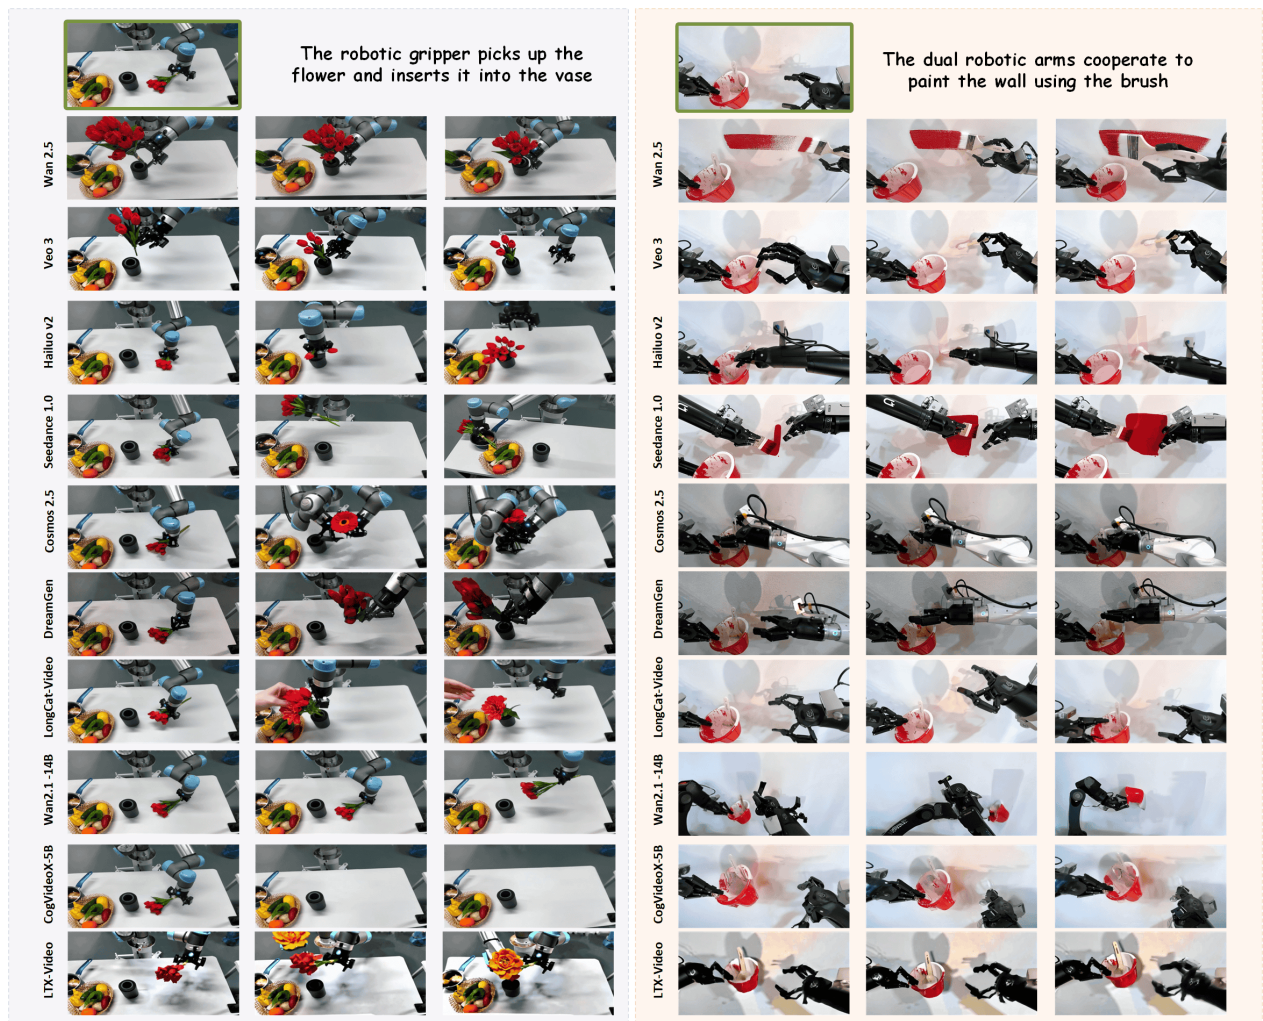 The robotic gripper picks up the
flower and inserts it into the vase
Wan 2.5
Veo 3
Hailuo v2
Seedance 1.0
Cosmos 2.5
DreamGen
LongCat-Video
Wan2.1 -14B
CogVideoX-5B
LTX-Video
The dual robotic arms cooperate to
paint the wall using the brush
Wan 2.5
Veo 3
Hailuo v2
Seedance 1.0
Cosmos 2.5
DreamGen
LongCat-Video
Wan2.1 -14B
CogVideoX-5B
LTX-Video